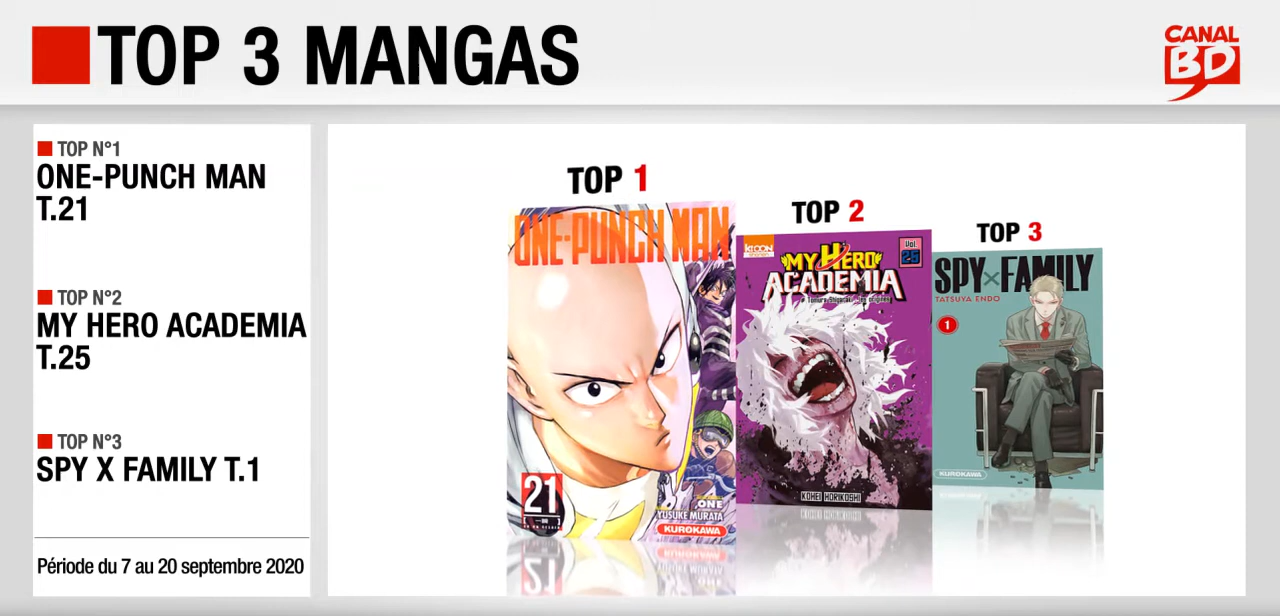 TOP 3 MANGAS
CANAL
BD
TOP N°1
ONE-PUNCH MAN
T.21
TOP N°2
MY HERO ACADEMIA
T.25
TOP N°3
SPY X FAMILY T.1
Période du 7 au 20 septembre 2020
TOP 1
ONE-PUNCH MAN
21
ONE
YUSUKE MURATA
KUROKAWA
TOP 2
KI-OON
Vol.
25
MY HERO
ACADEMIA
KOHEI HORIKOSHI
TOP 3
SPY×FAMILY
TATSUYA ENDO
1
KUROKAWA